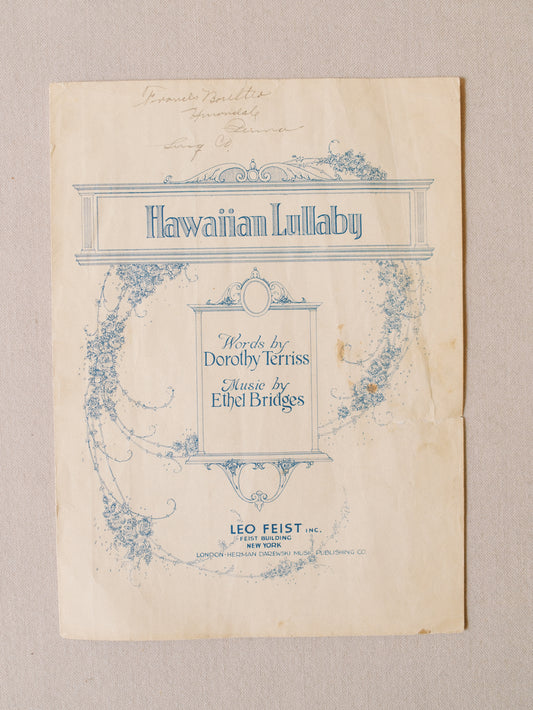 Hawaiian Lullaby
Words by
Dorothy Terriss
Music by
Ethel Bridges
LEO FEIST INC.
FEIST BUILDING
NEW YORK
LONDON-HERMAN DAREWSKI MUSIC PUBLISHING CO.